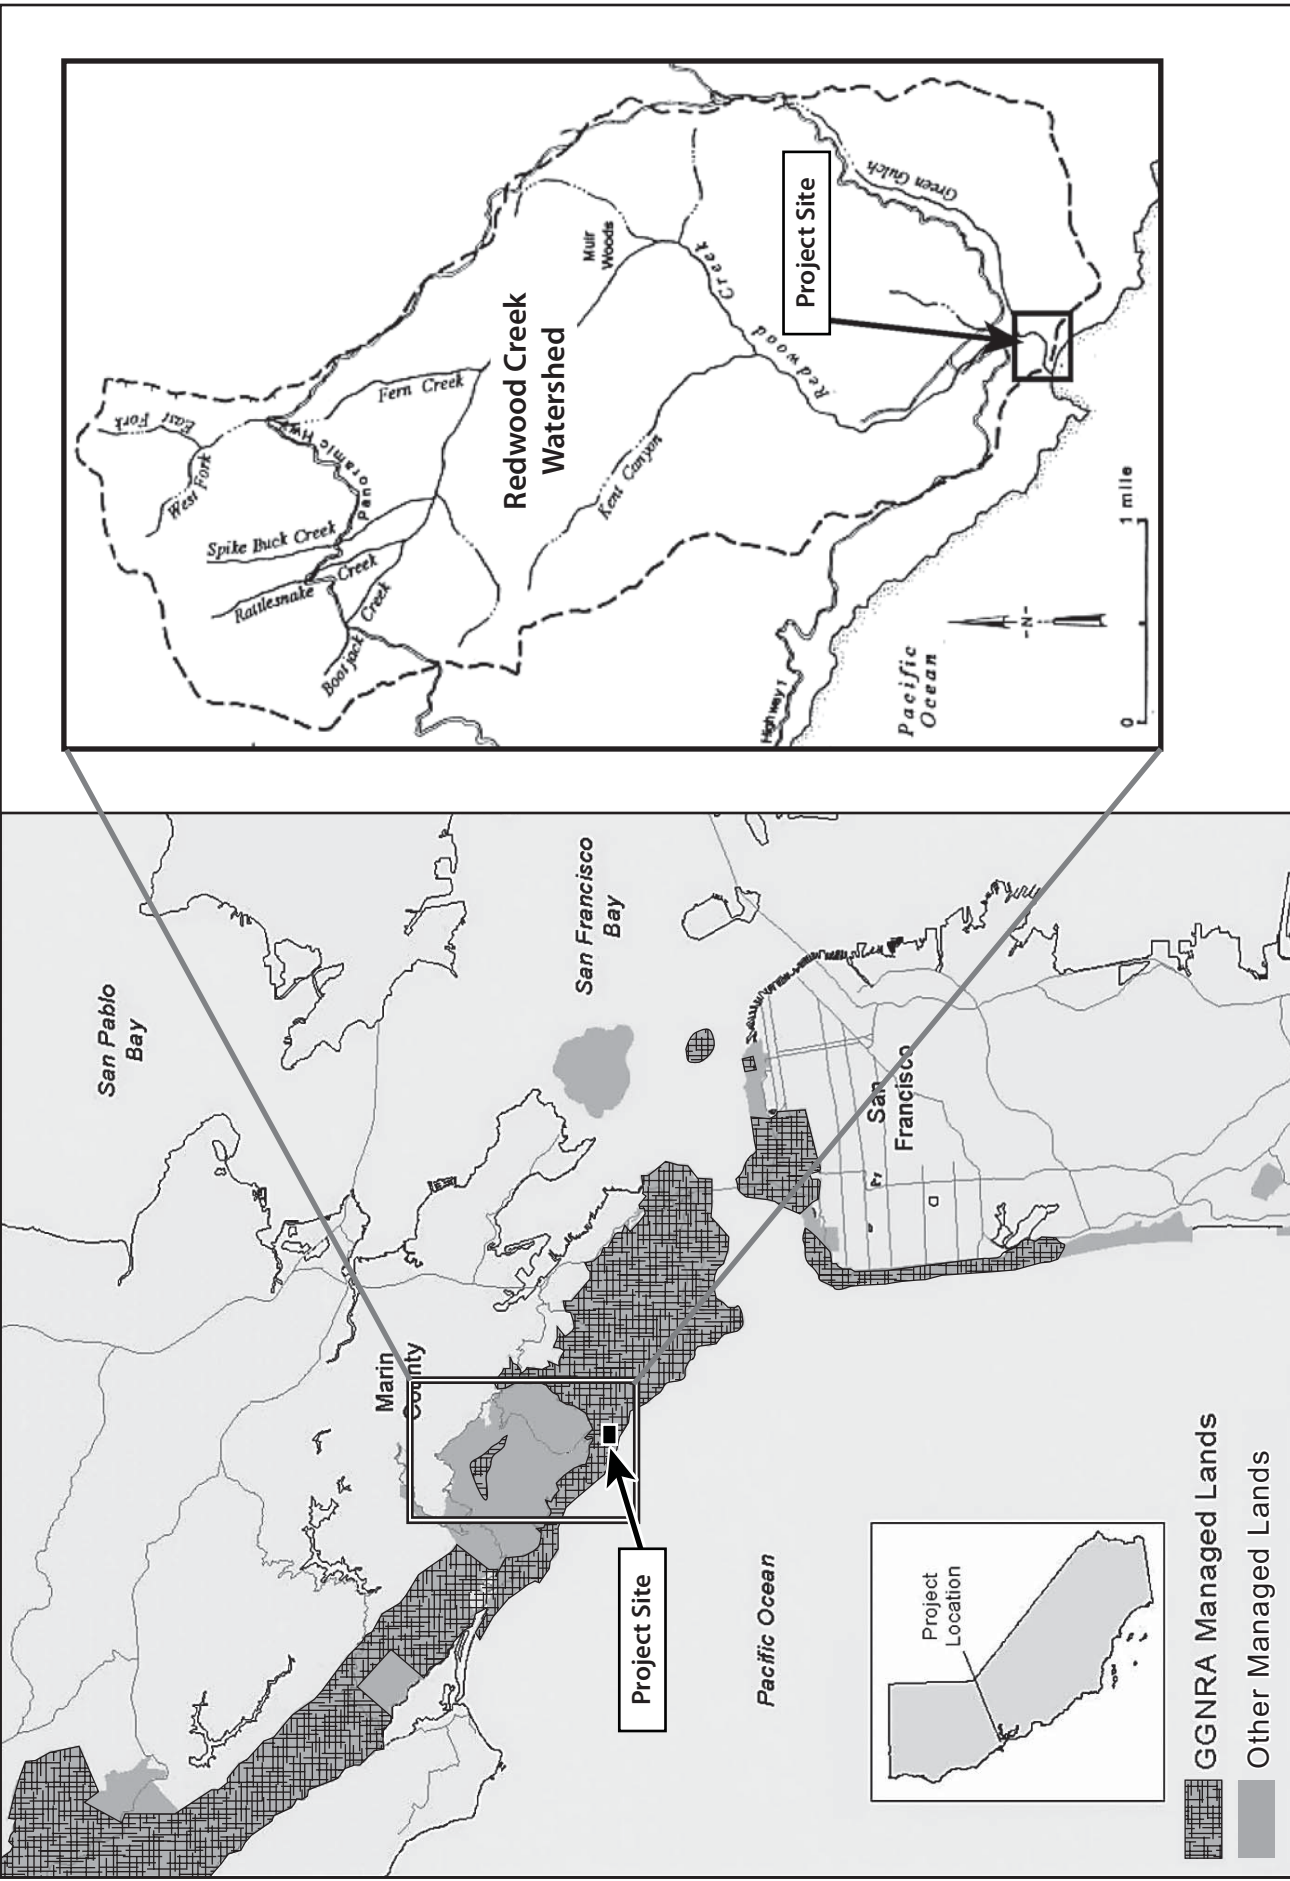 San Pablo
Bay
San Francisco
Bay
Marin
County
San
Francisco
Project Site
Pacific Ocean
Project
Location
GGNRA Managed Lands
Other Managed Lands
East Fork
West Fork
Panoramic Hwy
Fern Creek
Spike Buck Creek
Rattlesnake Creek
Bootjack Creek
Redwood Creek
Watershed
Muir
Woods
Kent Canyon
Redwood Creek
Green Gulch
Project Site
Highway 1
Pacific
Ocean
-N-
0
1 mile